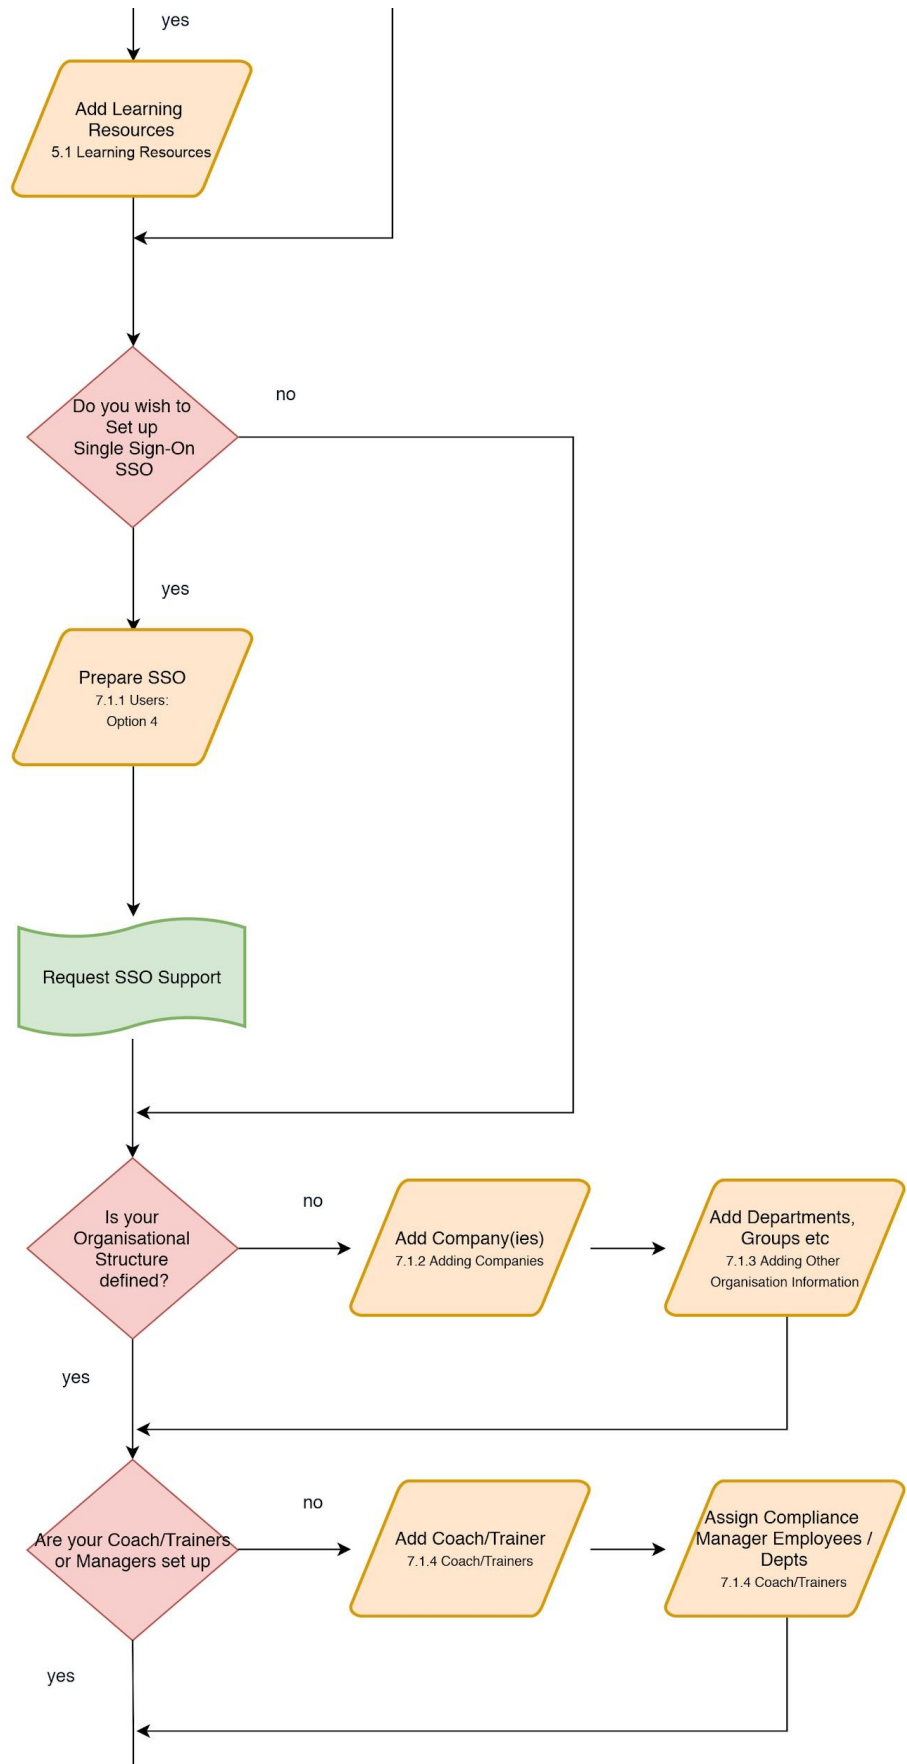 yes
Add Learning
Resources
5.1 Learning Resources
Do you wish to
Set up
Single Sign-On
SSO
no
yes
Prepare SSO
7.1.1 Users:
Option 4
Request SSO Support
Is your
Organisational
Structure
defined?
no
Add Company(ies)
7.1.2 Adding Companies
Add Departments,
Groups etc
7.1.3 Adding Other
Organisation Information
yes
Are your Coach/Trainers
or Managers set up
no
Add Coach/Trainer
7.1.4 Coach/Trainers
Assign Compliance
Manager Employees /
Depts
7.1.4 Coach/Trainers
yes